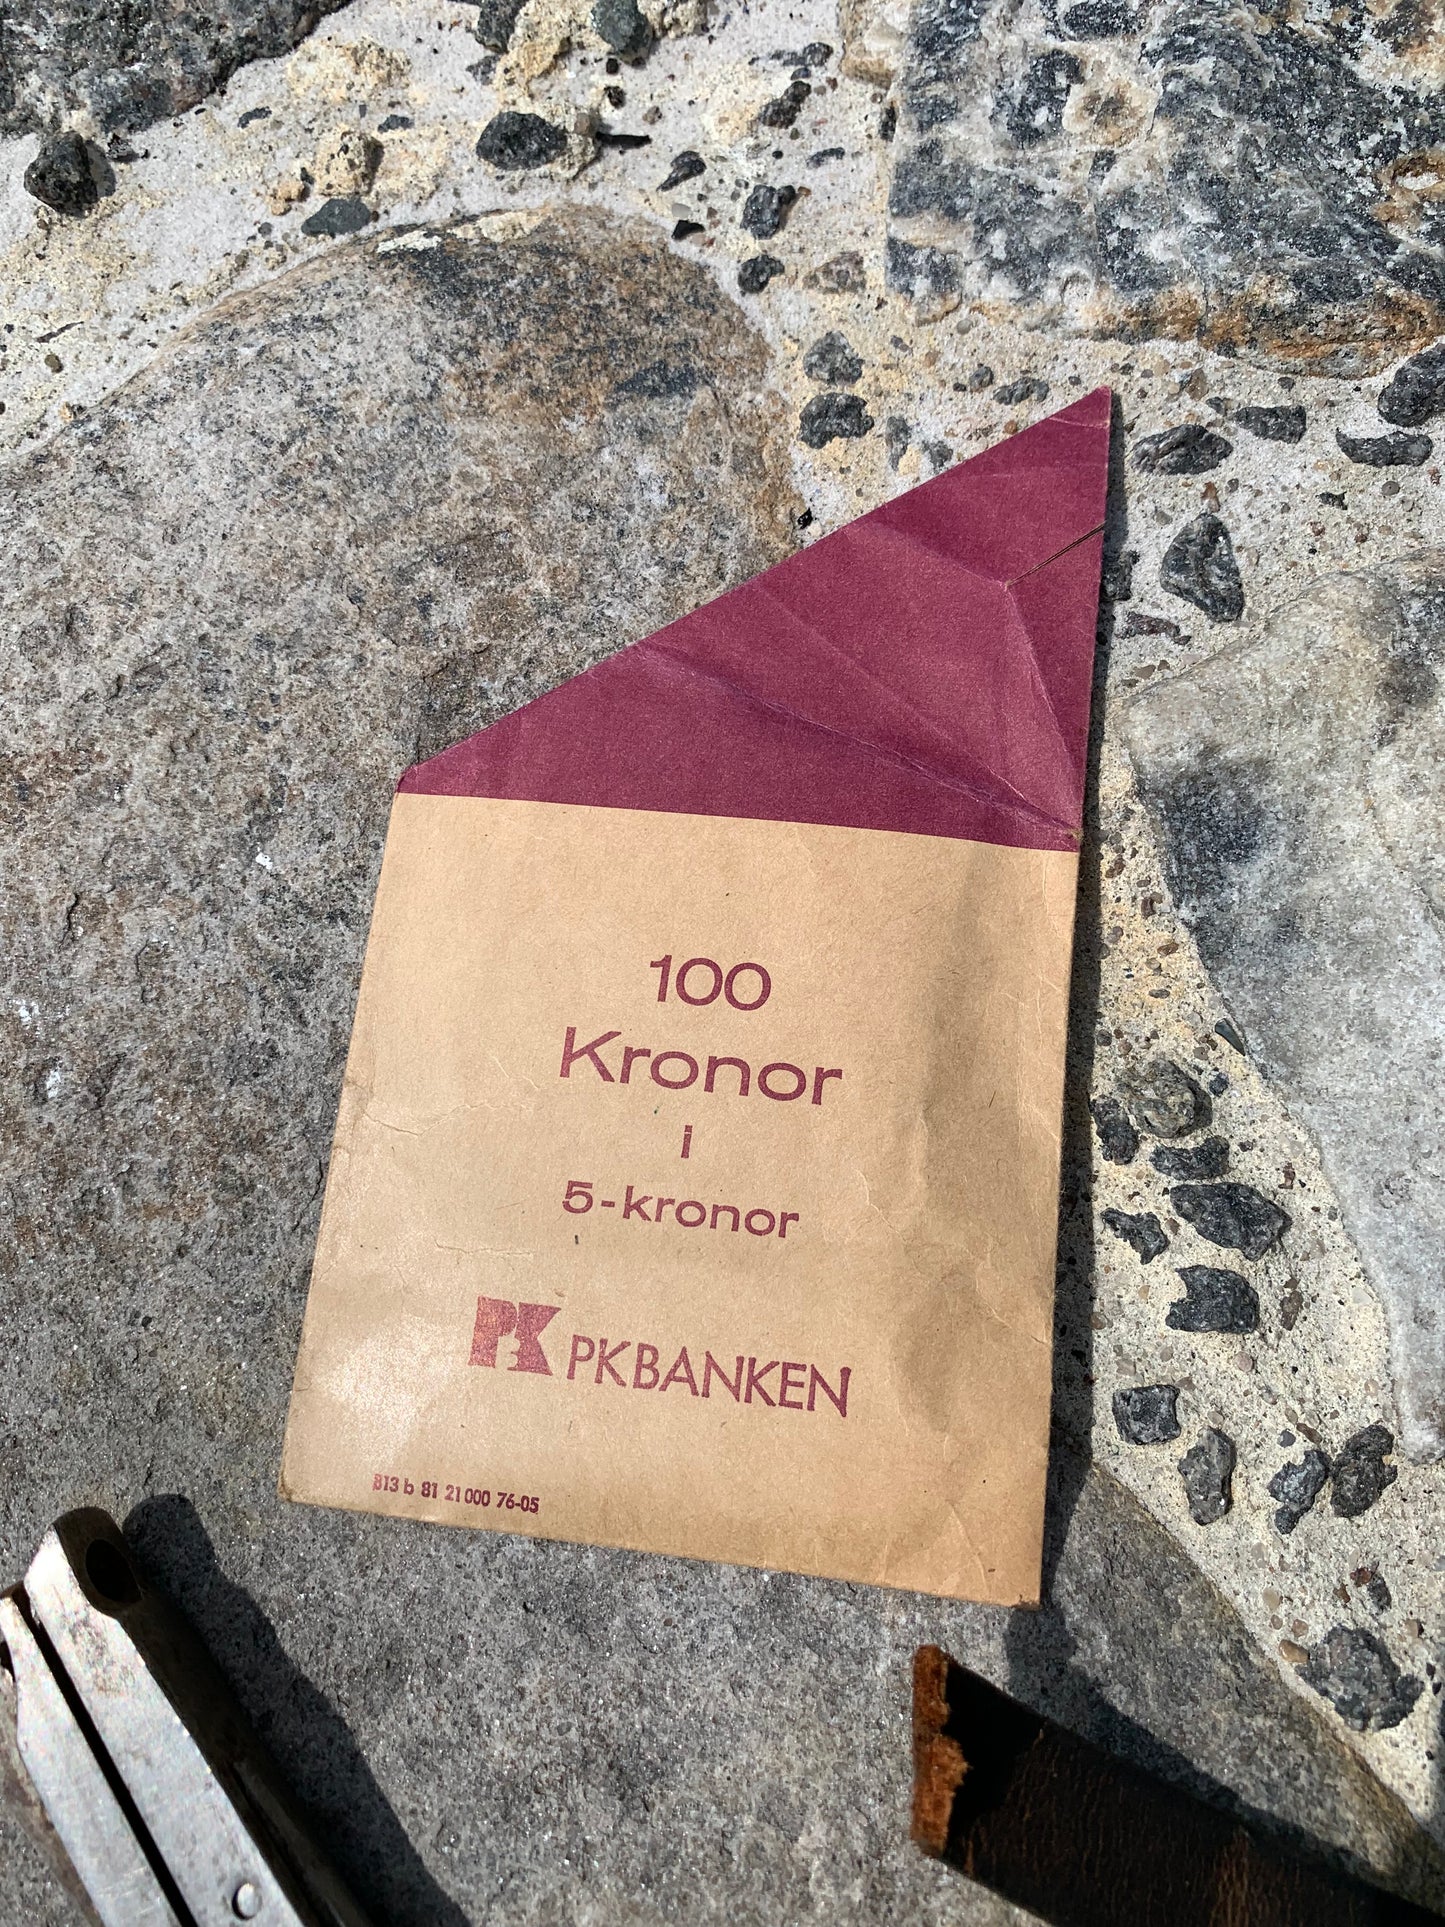 100
Kronor
i
5-kronor
PK PKBANKEN
813 b 81 21 000 76-05